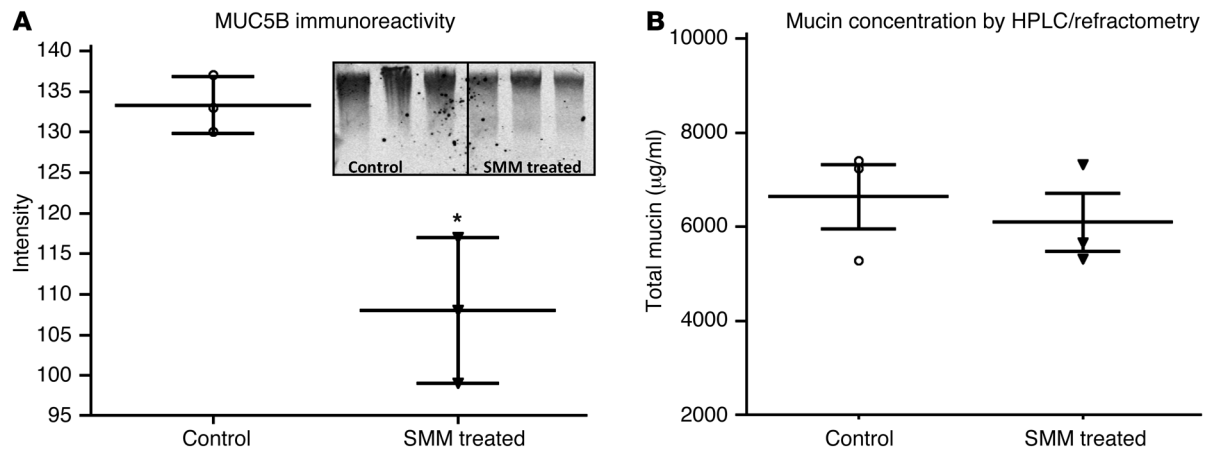 A
MUC5B immunoreactivity
140
135
130
125
120
115
110
105
100
95
Intensity
Control
SMM treated
*
Control
SMM treated
B
Mucin concentration by HPLC/refractometry
10000
8000
6000
4000
2000
Total mucin (µg/ml)
Control
SMM treated